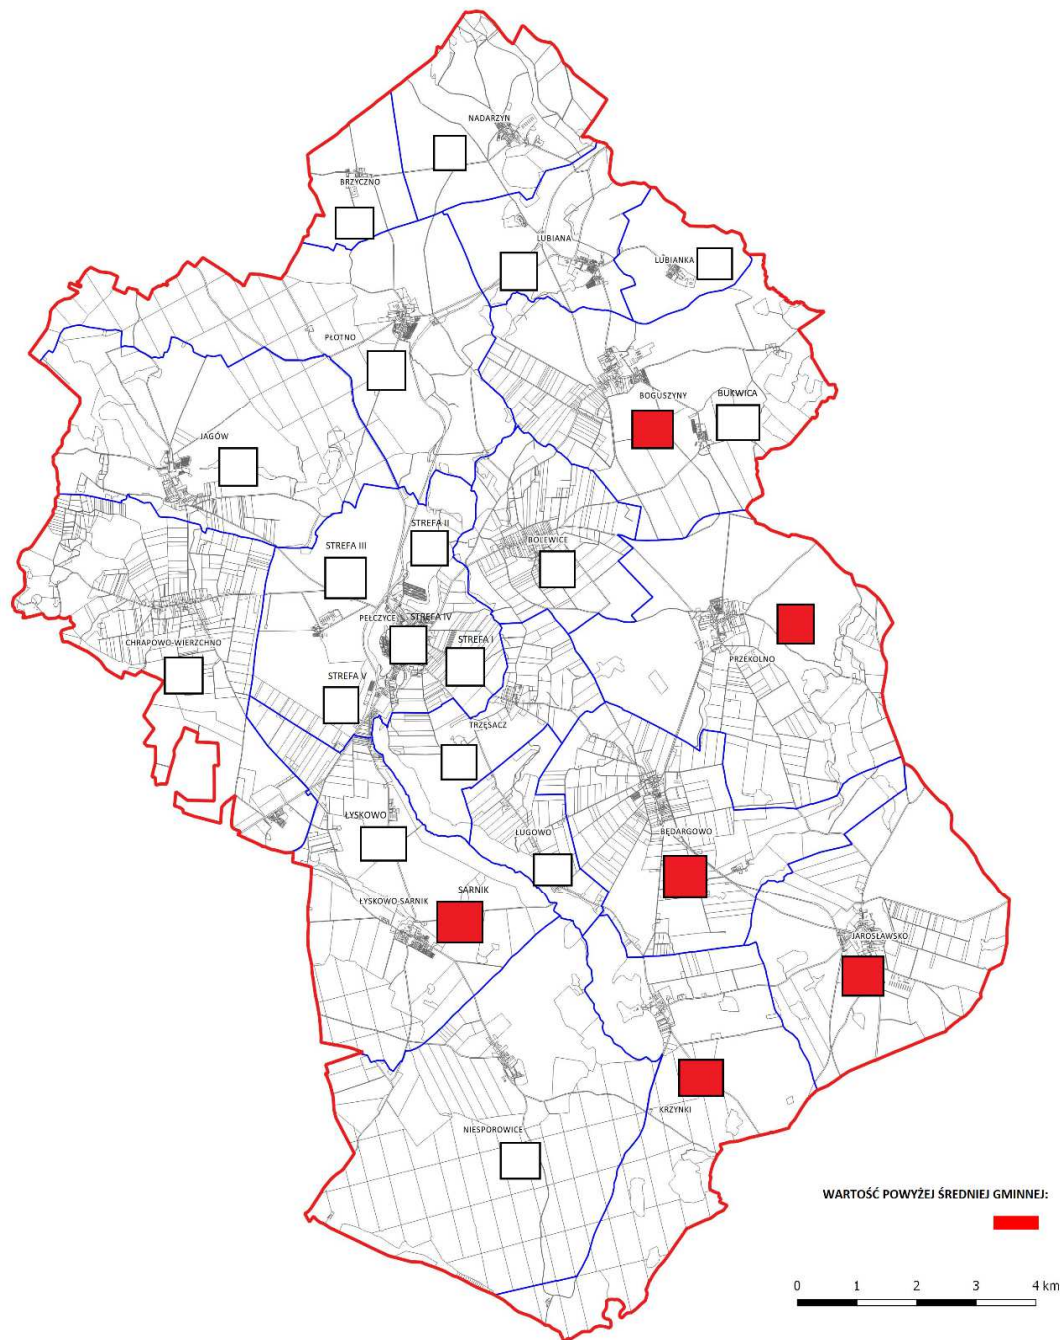 NADARZYN
BRZYCZNO
LUBIANA
LUBIANKA
PŁOTNO
BOGUSZYNY
BUKWICA
JAGÓW
STREFA II
STREFA III
BOLEWICE
PEŁCZYCE
STREFA IV
STREFA I
CHRAPOWO-WIERZCHNO
PRZEKOLNO
STREFA V
TRZĘSACZ
ŁYSKOWO
ŁUGOWO
BĘDARGOWO
SARNIK
ŁYSKOWO-SARNIK
JAROSŁAWSKO
KRZYNKI
NIESPOROWICE
WARTOŚĆ POWYŻEJ ŚREDNIEJ GMINNEJ:
0 1 2 3 4 km